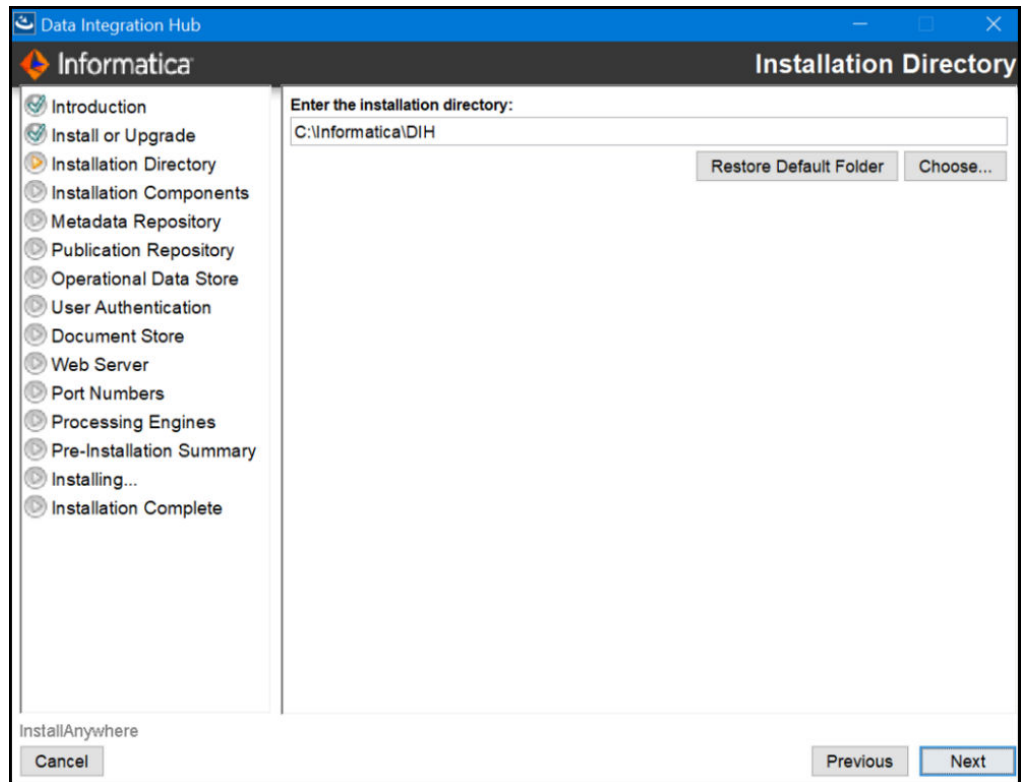 Data Integration Hub
Informatica
Installation Directory
Introduction
Install or Upgrade
Installation Directory
Installation Components
Metadata Repository
Publication Repository
Operational Data Store
User Authentication
Document Store
Web Server
Port Numbers
Processing Engines
Pre-Installation Summary
Installing...
Installation Complete
Enter the installation directory:
C:\Informatica\DIH
Restore Default Folder
Choose...
InstallAnywhere
Cancel
Previous
Next